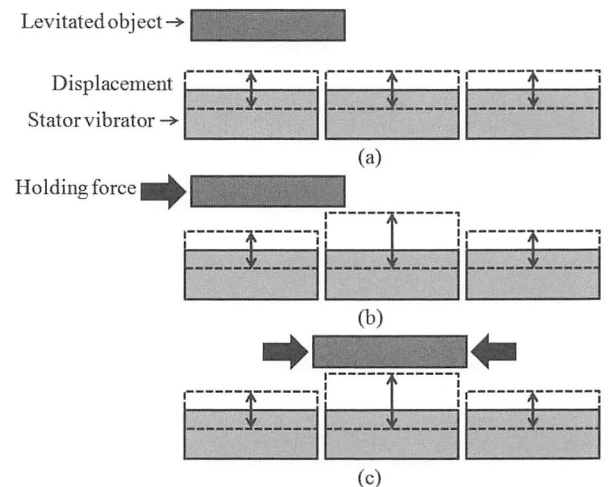 Levitated object
Displacement
Stator vibrator
(a)
Holding force
(b)
(c)